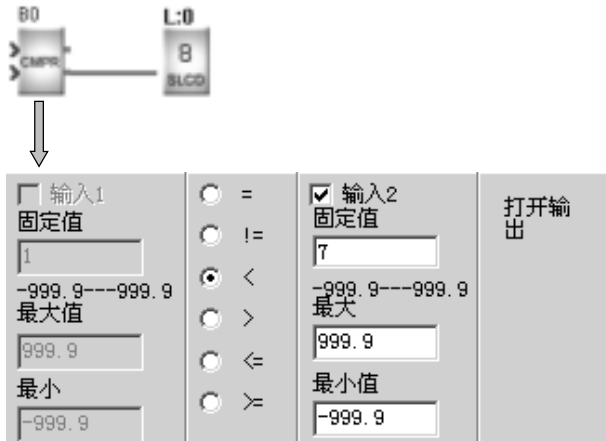 B0
L:0
CMPR
8
SLCD
输入1
固定值
1
-999.9---999.9
最大值
999.9
最小
-999.9
=
!=
<
>
<=
>=
输入2
固定值
7
-999.9---999.9
最大
999.9
最小值
-999.9
打开输
出